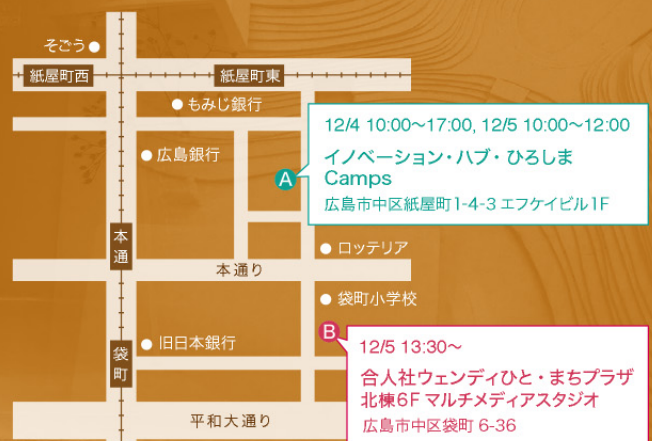 そごう
紙屋町西
紙屋町東
もみじ銀行
12/4 10:00〜17:00, 12/5 10:00〜12:00
広島銀行
イノベーション・ハブ・ひろしま
Camps
A
広島市中区紙屋町1-4-3 エフケイビル1F
本通
ロッテリア
本通り
袋町小学校
B
12/5 13:30〜
旧日本銀行
袋町
合人社ウェンディひと・まちプラザ
北棟6F マルチメディアスタジオ
平和大通り
広島市中区袋町 6-36